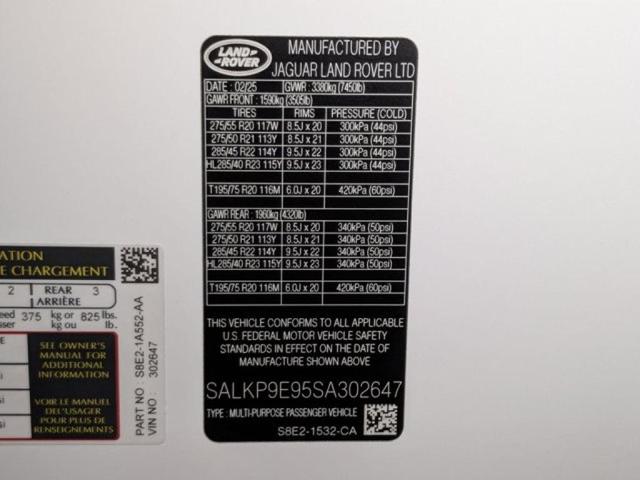 LAND ROVER
MANUFACTURED BY
JAGUAR LAND ROVER LTD
DATE : 02/25 GVWR : 3380kg (7450lb)
GAWR FRONT : 1590kg (3505lb)
TIRES RIMS PRESSURE (COLD)
275/55 R20 117W 8.5J x 20 300kPa (44psi)
275/50 R21 113Y 8.5J x 21 300kPa (44psi)
285/45 R22 114Y 9.5J x 22 300kPa (44psi)
HL285/40 R23 115Y 9.5J x 23 300kPa (44psi)
T195/75 R20 116M 6.0J x 20 420kPa (60psi)
GAWR REAR : 1960kg (4320lb)
275/55 R20 117W 8.5J x 20 340kPa (50psi)
275/50 R21 113Y 8.5J x 21 340kPa (50psi)
285/45 R22 114Y 9.5J x 22 340kPa (50psi)
HL285/40 R23 115Y 9.5J x 23 340kPa (50psi)
T195/75 R20 116M 6.0J x 20 420kPa (60psi)
THIS VEHICLE CONFORMS TO ALL APPLICABLE
U.S. FEDERAL MOTOR VEHICLE SAFETY
STANDARDS IN EFFECT ON THE DATE OF
MANUFACTURE SHOWN ABOVE
SALKP9E95SA302647
TYPE : MULTI-PURPOSE PASSENGER VEHICLE
S8E2-1532-CA
CHARGEMENT
2 REAR 3
ARRIÈRE
375 kg or 825 lbs.
kg ou lb.
SEE OWNER'S
MANUAL FOR
ADDITIONAL
INFORMATION
VOIR LE MANUEL
DE L'USAGER
POUR PLUS DE
RENSEIGNEMENTS
PART NO : S8E2-1A552-AA
VIN NO : 302647